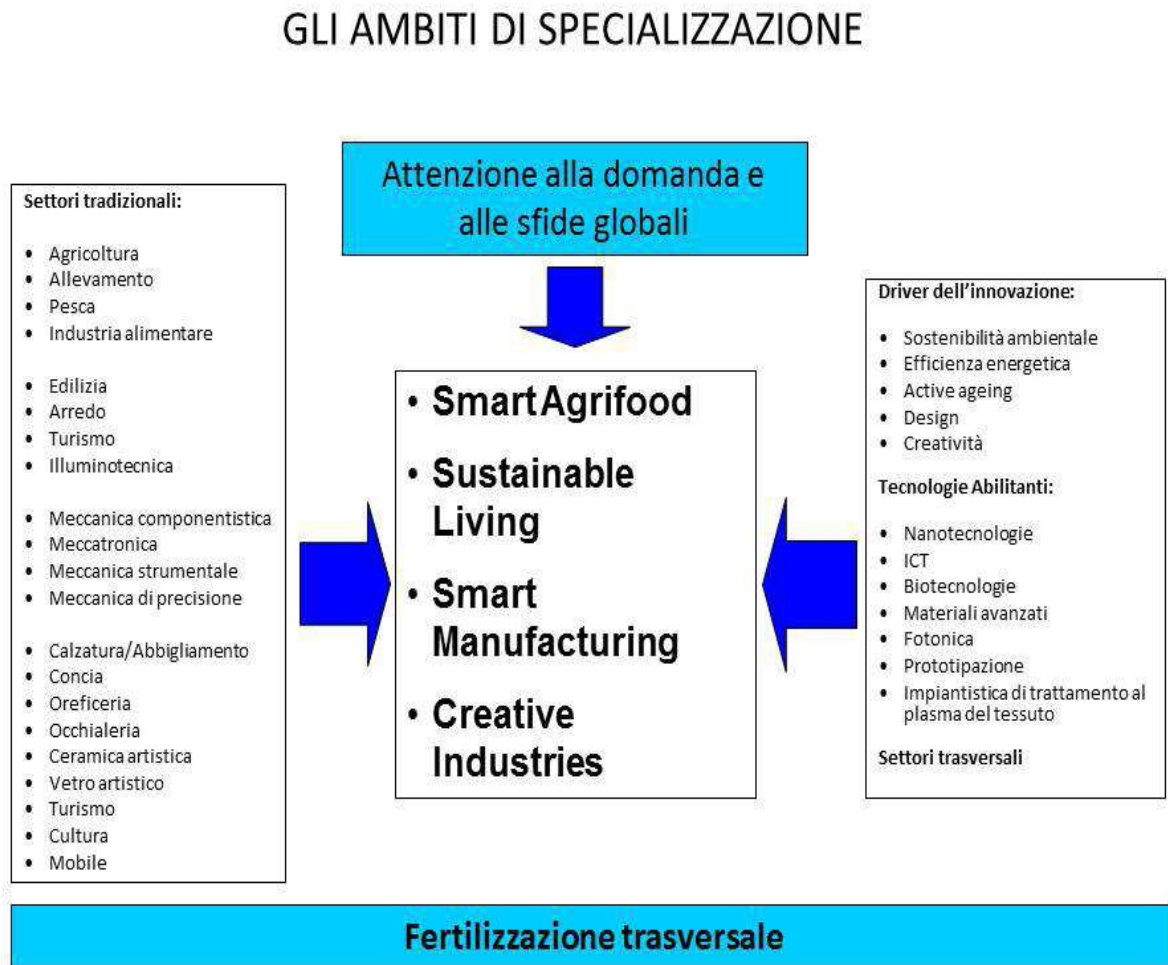 GLI AMBITI DI SPECIALIZZAZIONE
Attenzione alla domanda e
alle sfide globali
Settori tradizionali:
• Agricoltura
• Allevamento
• Pesca
• Industria alimentare
• Edilizia
• Arredo
• Turismo
• Illuminotecnica
• Meccanica componentistica
• Meccatronica
• Meccanica strumentale
• Meccanica di precisione
• Calzatura/Abbigliamento
• Concia
• Oreficeria
• Occhialeria
• Ceramica artistica
• Vetro artistico
• Turismo
• Cultura
• Mobile
• Smart Agrifood
• Sustainable
Living
• Smart
Manufacturing
• Creative
Industries
Driver dell’innovazione:
• Sostenibilità ambientale
• Efficienza energetica
• Active ageing
• Design
• Creatività
Tecnologie Abilitanti:
• Nanotecnologie
• ICT
• Biotecnologie
• Materiali avanzati
• Fotonica
• Prototipazione
• Impiantistica di trattamento al
plasma del tessuto
Settori trasversali
Fertilizzazione trasversale